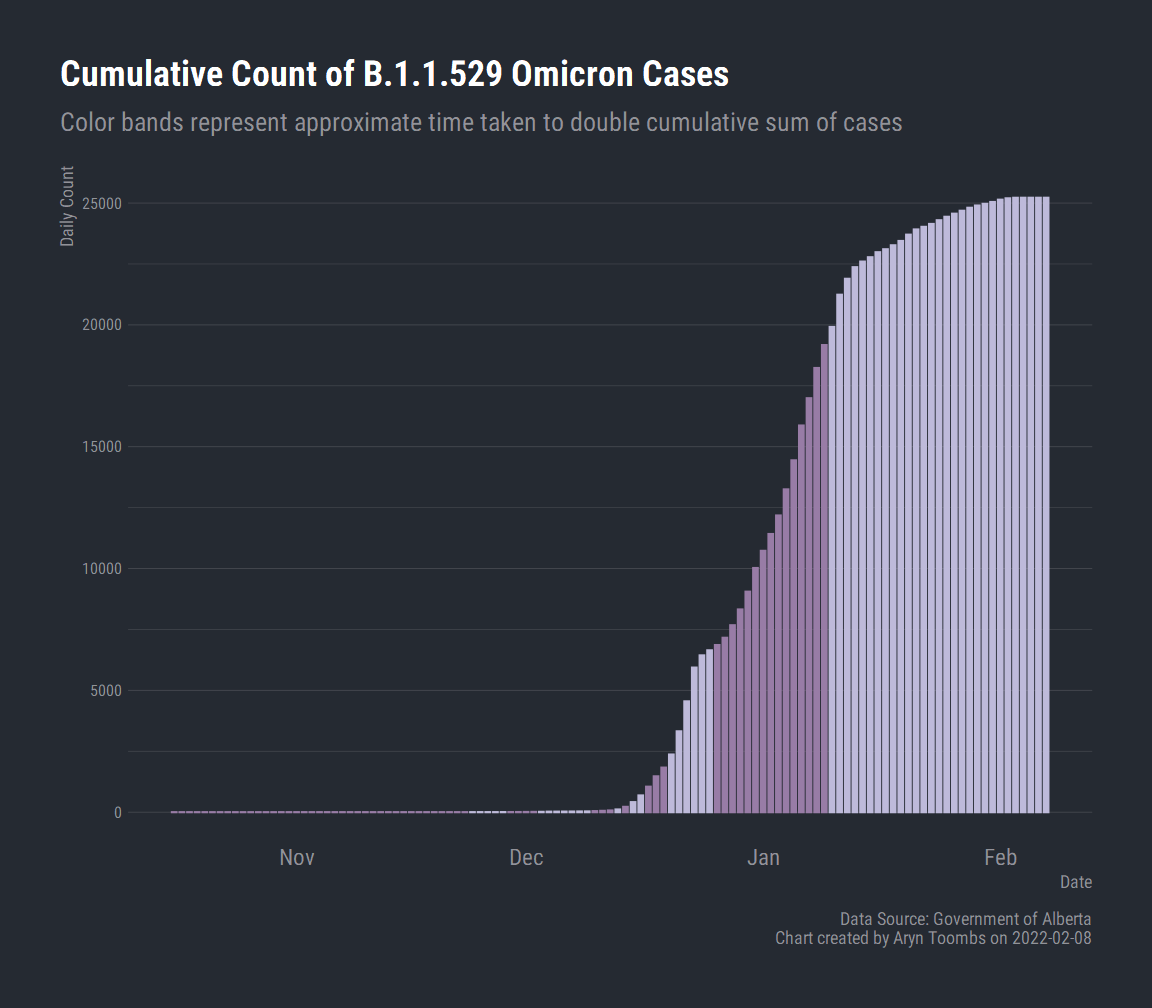 Cumulative Count of B.1.1.529 Omicron Cases
Color bands represent approximate time taken to double cumulative sum of cases
Daily Count
25000
20000
15000
10000
5000
0
Nov Dec Jan Feb
Date
Data Source: Government of Alberta
Chart created by Aryn Toombs on 2022-02-08